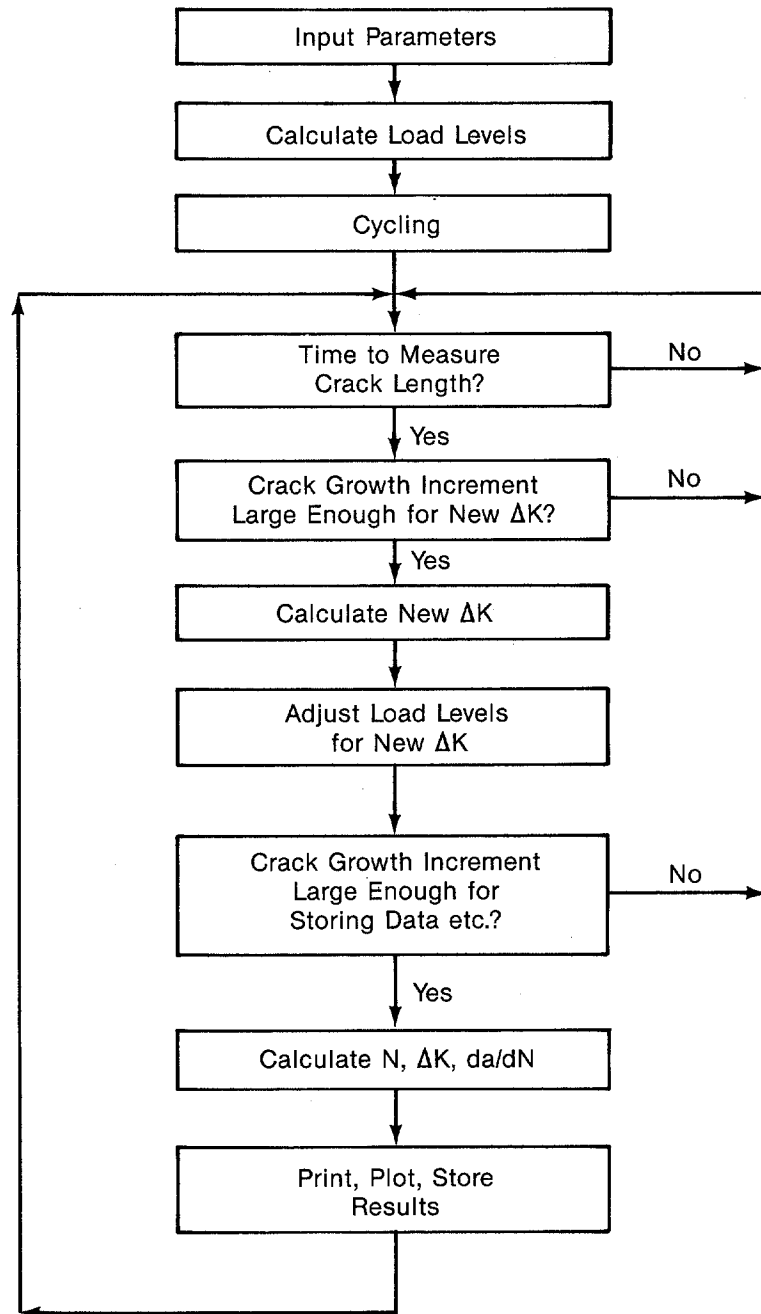 Input Parameters
Calculate Load Levels
Cycling
Time to Measure
Crack Length?
No
Yes
Crack Growth Increment
Large Enough for New ΔK?
No
Yes
Calculate New ΔK
Adjust Load Levels
for New ΔK
Crack Growth Increment
Large Enough for
Storing Data etc.?
No
Yes
Calculate N, ΔK, da/dN
Print, Plot, Store
Results